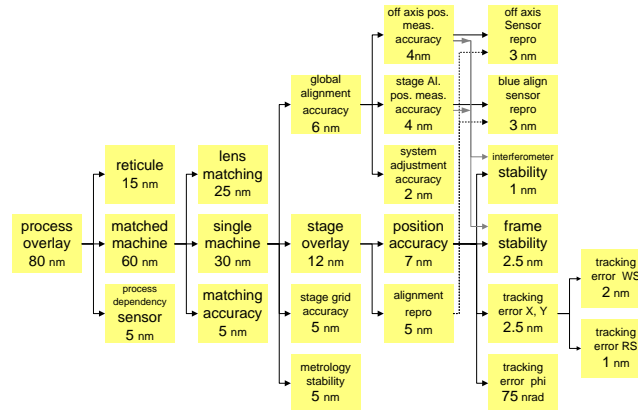 process
overlay
80 nm
reticule
15 nm
matched
machine
60 nm
process dependency
sensor
5 nm
lens
matching
25 nm
single
machine
30 nm
matching
accuracy
5 nm
global
alignment
accuracy
6 nm
stage
overlay
12 nm
stage grid
accuracy
5 nm
metrology
stability
5 nm
off axis pos.
meas.
accuracy
4nm
stage Al.
pos. meas.
accuracy
4 nm
system
adjustment
accuracy
2 nm
position
accuracy
7 nm
alignment
repro
5 nm
off axis
Sensor
repro
3 nm
blue align
sensor
repro
3 nm
interferometer
stability
1 nm
frame
stability
2.5 nm
tracking
error X, Y
2.5 nm
tracking
error phi
75 nrad
tracking
error WS
2 nm
tracking
error RS
1 nm